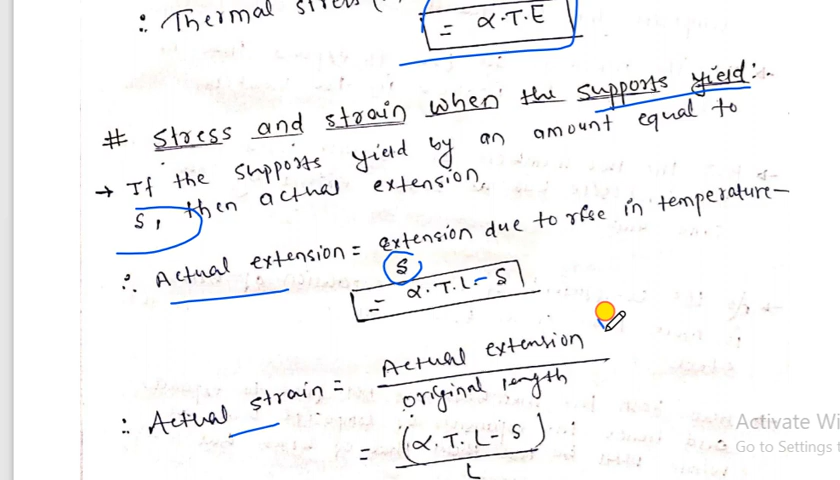 ∴ Thermal stress (
= α.T.E
# Stress and strain when the supports yield:-
→ If the supports yield by an amount equal to
S, then actual extension,
∴ Actual extension = extension due to rise in temperature-
S
= α.T.L - S
∴ Actual strain = Actual extension
original length
= (α.T.L - S)
L
Activate Wi
Go to Settings t